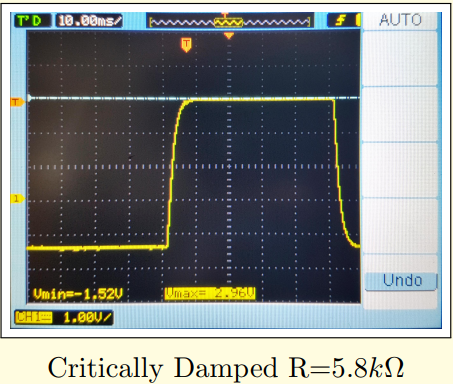 T'D 10.00ms/ AUTO
T
T
1
Vmin=-1.52V Vmax= 2.96V
Undo
CH1= 1.00V/
Critically Damped R=5.8kΩ